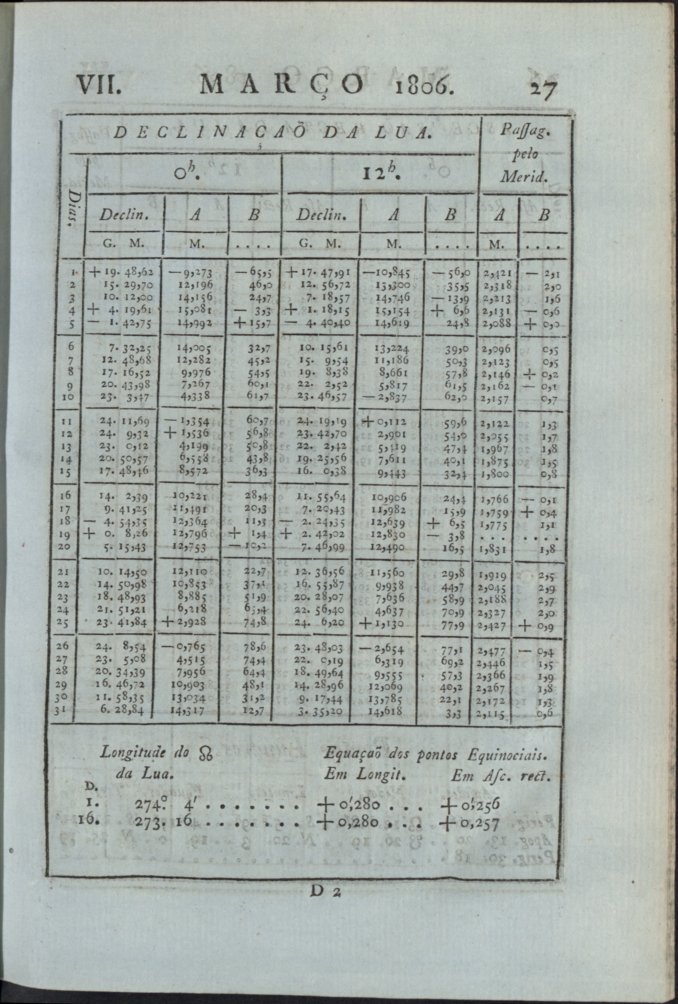 VII. MARÇO 1806. 27
DECLINAÇAÕ DA LUA. Paſſag. pelo Merid.
Dias. 0h. 12h.
Declin. A B Declin. A B A B
G. M. M. .... G. M. M. .... M. ....
1 + 19. 48,62 —9,273 —65,5 + 17. 47,91 —10,845 — 56,0 2,421 — 2,1
2 15. 29,70 12,196 46,0 12. 56,72 13,300 35,5 2,318 2,0
3 10. 12,00 14,156 24,7 7. 18,57 14,746 — 13,9 2,213 1,6
4 + 4. 19,61 15,081 — 3,3 + 1. 18,15 15,154 + 6,6 2,131 — 0,6
5 — 1. 42,75 14,992 + 15,7 — 4. 40,40 14,619 24,8 2,088 + 0,2
6 7. 32,25 14,005 32,7 10. 15,61 13,224 39,0 2,096 0,5
7 12. 48,68 12,282 45,2 15. 9,54 11,186 50,3 2,123 0,5
8 17. 16,52 9,976 54,5 19. 8,38 8,661 57,8 2,146 + 0,2
9 20. 43,98 7,267 60,1 22. 2,52 5,817 61,5 2,162 — 0,1
10 23. 3,47 4,338 61,7 23. 46,57 — 2,837 62,0 2,157 0,7
11 24. 11,69 — 1,354 60,7 24. 19,19 + 0,112 59,6 2,122 1,3
12 24. 9,32 + 1,536 56,8 23. 42,70 2,901 54,0 2,055 1,7
13 23. 0,12 4,199 50,8 22. 2,42 5,419 47,4 1,967 1,8
14 20. 50,57 6,558 43,8 19. 25,56 7,611 40,1 1,875 1,5
15 17. 48,46 8,572 36,3 16. 0,38 9,443 32,4 1,800 0,8
16 14. 2,39 10,221 28,4 11. 55,64 10,906 24,4 1,766 — 0,1
17 9. 41,25 11,491 20,3 7. 20,43 11,982 15,9 1,759 + 0,4
18 — 4. 54,35 12,364 11,5 — 2. 24,35 12,639 + 6,5 1,775 1,1
19 + 0. 8,26 12,796 + 1,4 + 2. 42,02 12,830 — 3,8 .... ....
20 5. 15,43 12,753 — 10,2 7. 46,99 12,490 16,5 1,831 1,8
21 10. 14,50 12,110 22,7 12. 36,56 11,560 29,8 1,919 2,5
22 14. 50,98 10,853 37,4 16. 55,87 9,938 44,7 2,045 2,9
23 18. 48,93 8,885 51,9 20. 28,07 7,636 58,9 2,188 2,7
24 21. 51,21 6,218 65,4 22. 56,40 4,637 70,9 2,327 2,0
25 23. 41,84 + 2,928 74,8 24. 6,20 + 1,130 77,9 2,427 + 0,9
26 24. 8,54 — 0,765 78,6 23. 48,03 — 2,654 77,1 2,477 — 0,4
27 23. 5,08 4,515 74,4 22. 0,19 6,319 69,2 2,446 1,5
28 20. 34,39 7,956 64,4 18. 49,64 9,555 57,3 2,366 1,9
29 16. 46,72 10,903 48,1 14. 28,96 12,069 40,2 2,267 1,8
30 11. 58,35 13,034 31,2 9. 17,44 13,785 22,1 2,172 1,3
31 6. 28,84 14,317 12,7 3. 35,20 14,618 3,3 2,115 0,6
Longitude do ☊ Equaçaõ dos pontos Equinociais.
da Lua. Em Longit. Em Aſc. rect.
D.
1. 274.° 4′ ....... + 0′,280 ... + 0′,256
16. 273. 16 ....... + 0,280 ... + 0,257
D 2